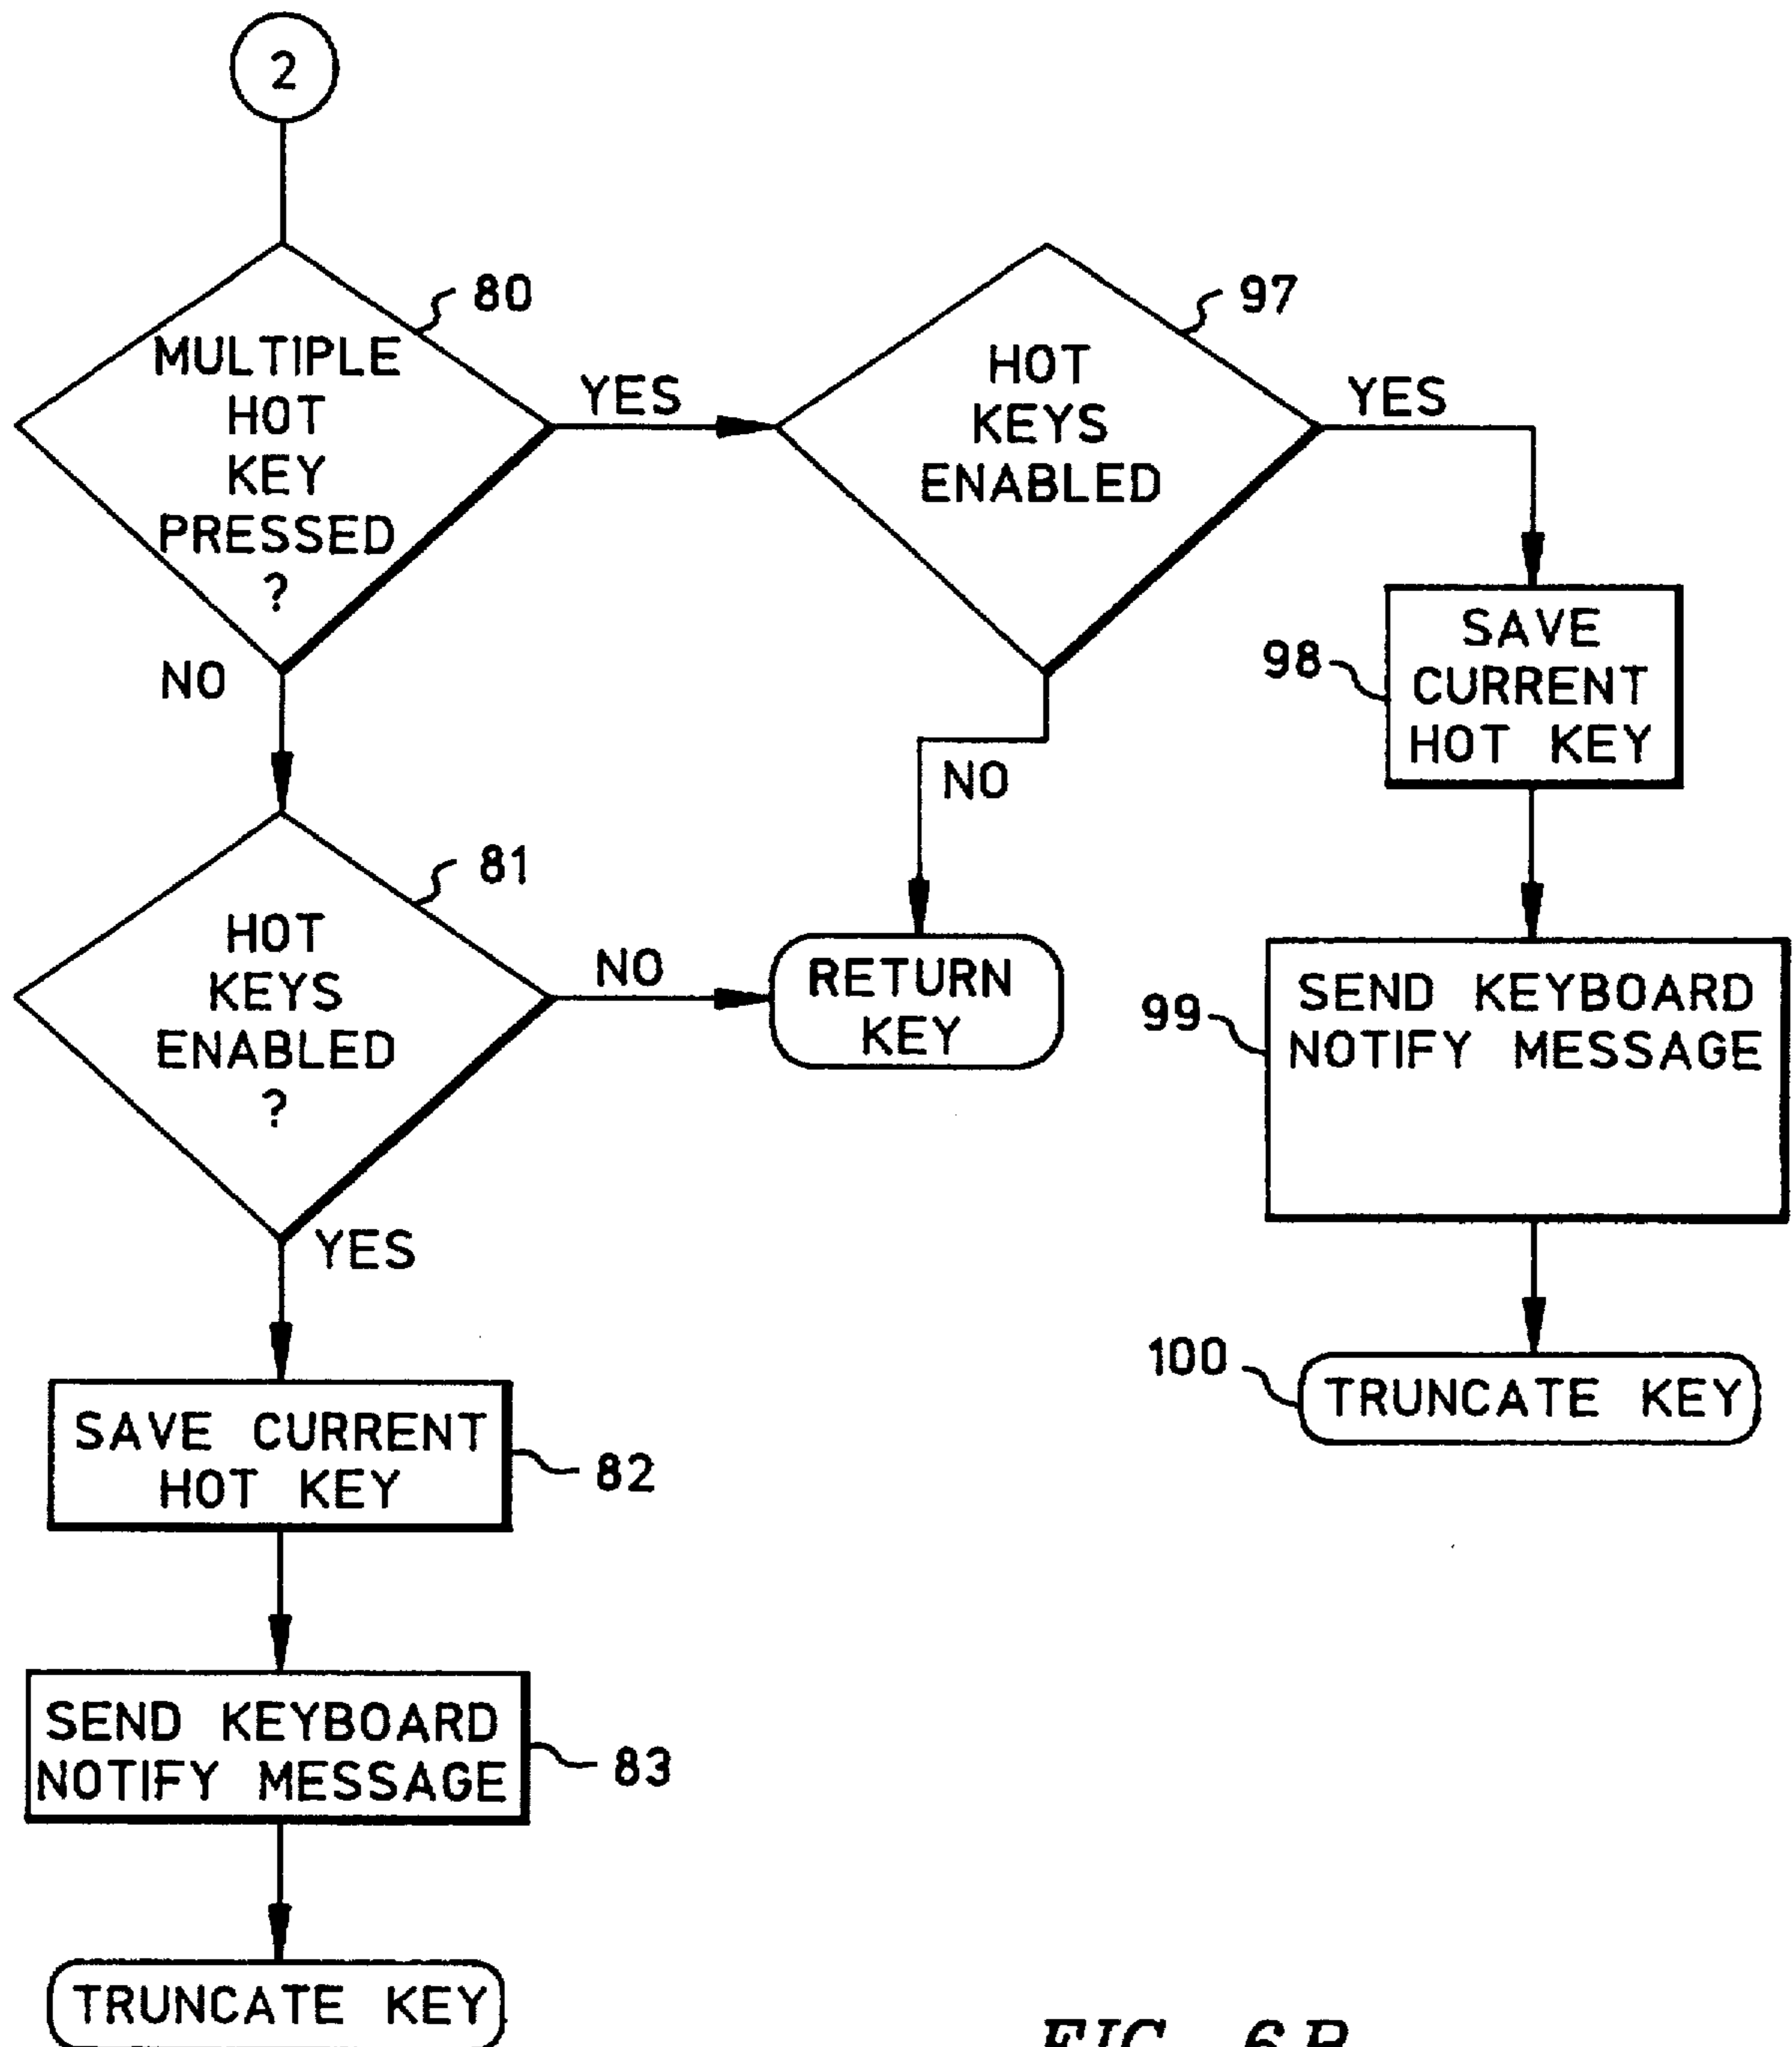 2
80
MULTIPLE
HOT
KEY
PRESSED
?
YES
NO
97
HOT
KEYS
ENABLED
YES
NO
98
SAVE
CURRENT
HOT KEY
81
HOT
KEYS
ENABLED
?
NO
YES
RETURN
KEY
99
SEND KEYBOARD
NOTIFY MESSAGE
100
TRUNCATE KEY
SAVE CURRENT
HOT KEY
82
SEND KEYBOARD
NOTIFY MESSAGE
83
TRUNCATE KEY